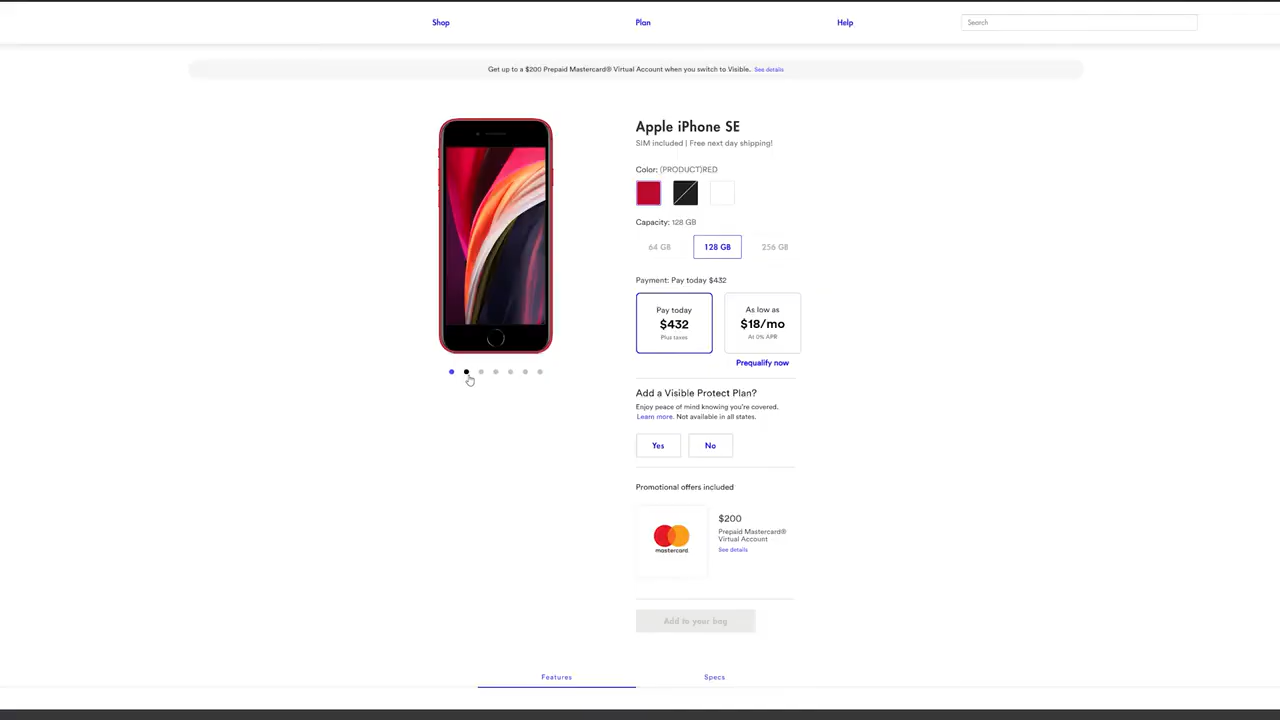 Shop
Plan
Help
Search
Get up to a $200 Prepaid Mastercard® Virtual Account when you switch to Visible. See details
Apple iPhone SE
SIM included | Free next day shipping!
Color: (PRODUCT)RED
Capacity: 128 GB
64 GB
128 GB
256 GB
Payment: Pay today $432
Pay today
$432
Plus taxes
As low as
$18/mo
At 0% APR
Prequalify now
Add a Visible Protect Plan?
Enjoy peace of mind knowing you're covered.
Learn more. Not available in all states.
Yes
No
Promotional offers included
mastercard.
$200
Prepaid Mastercard®
Virtual Account
See details
Add to your bag
Features
Specs